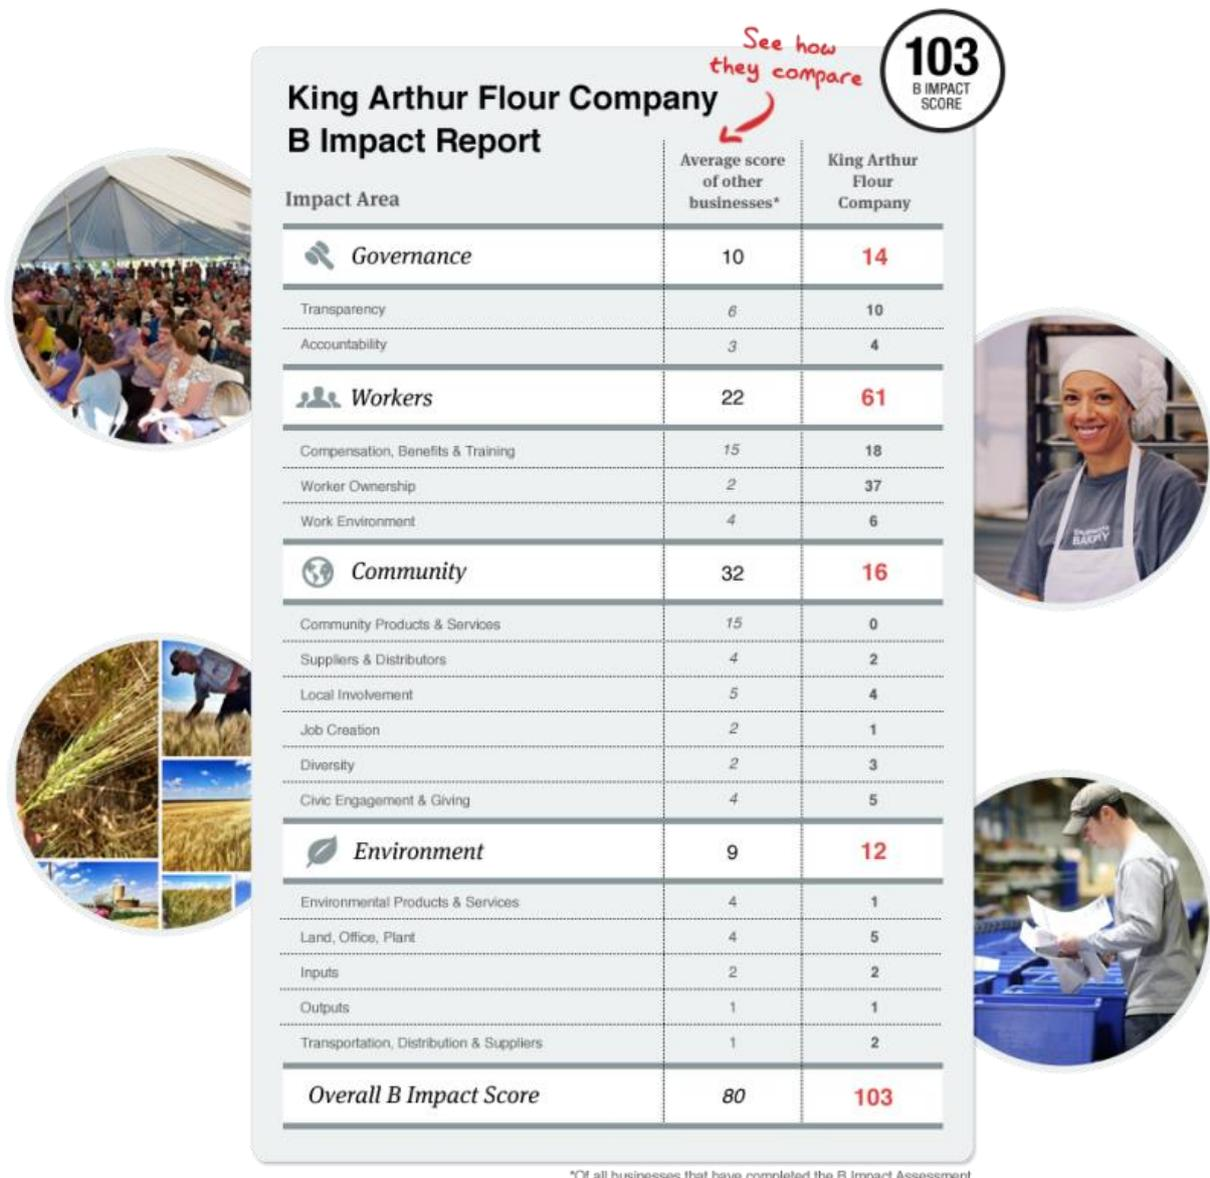 See how
they compare
103
B IMPACT
SCORE
King Arthur Flour Company
B Impact Report
Impact Area
Average score
of other
businesses*
King Arthur
Flour
Company
Governance 10 14
Transparency 6 10
Accountability 3 4
Workers 22 61
Compensation, Benefits & Training 15 18
Worker Ownership 2 37
Work Environment 4 6
Community 32 16
Community Products & Services 15 0
Suppliers & Distributors 4 2
Local Involvement 5 4
Job Creation 2 1
Diversity 2 3
Civic Engagement & Giving 4 5
Environment 9 12
Environmental Products & Services 4 1
Land, Office, Plant 4 5
Inputs 2 2
Outputs 1 1
Transportation, Distribution & Suppliers 1 2
Overall B Impact Score 80 103
*Of all businesses that have completed the B Impact Assessment
BAKERY